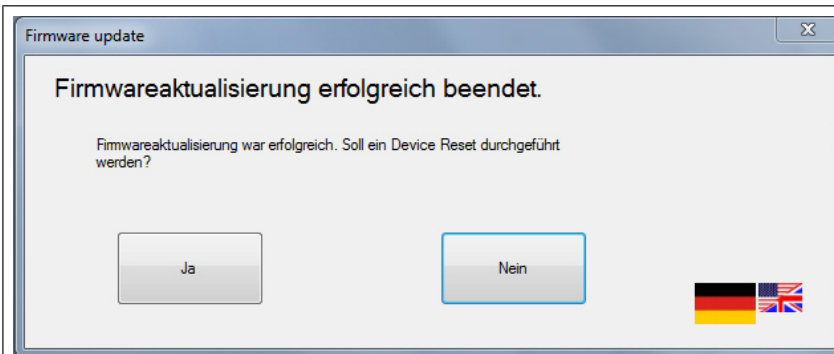 Firmware update
Firmwareaktualisierung erfolgreich beendet.
Firmwareaktualisierung war erfolgreich. Soll ein Device Reset durchgeführt
werden?
Ja
Nein